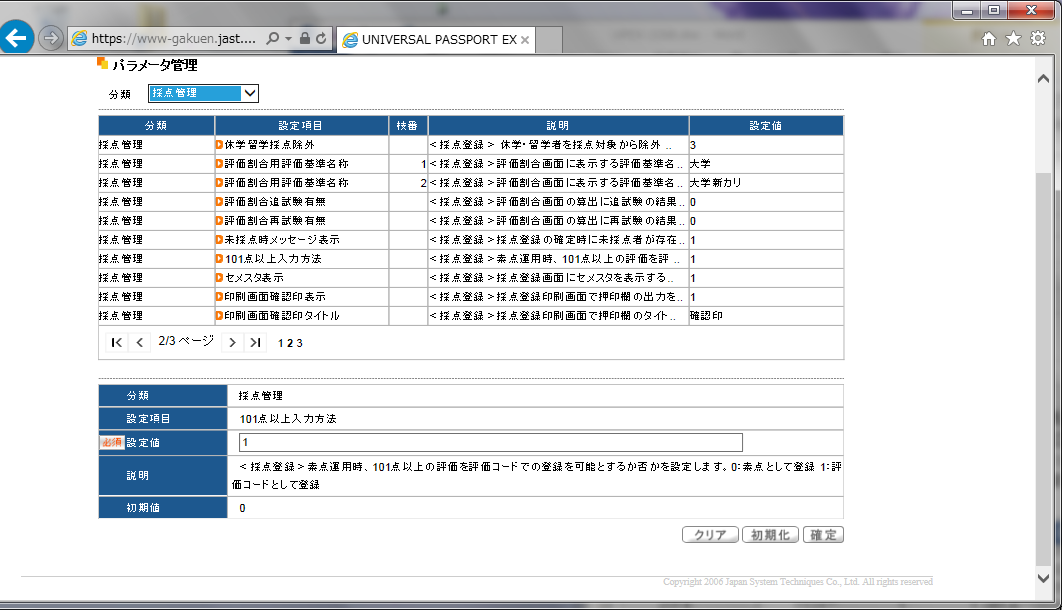 https://www-gakuen.jast....
UNIVERSAL PASSPORT EX
パラメータ管理
分類 採点管理
分類 設定項目 枝番 説明 設定値
採点管理 休学留学採点除外 <採点登録> 休学・留学者を採点対象から除外 .. 3
採点管理 評価割合用評価基準名称 1 <採点登録>評価割合画面に表示する評価基準名.. 大学
採点管理 評価割合用評価基準名称 2 <採点登録>評価割合画面に表示する評価基準名.. 大学新カリ
採点管理 評価割合追試験有無 <採点登録>評価割合画面の算出に追試験の結果.. 0
採点管理 評価割合再試験有無 <採点登録>評価割合画面の算出に再試験の結果.. 0
採点管理 未採点時メッセージ表示 <採点登録>採点登録の確定時に未採点者が存在.. 1
採点管理 101点以上入力方法 <採点登録>素点運用時、101点以上の評価を評 .. 1
採点管理 セメスタ表示 <採点登録>採点登録画面にセメスタを表示する.. 1
採点管理 印刷画面確認印表示 <採点登録>採点登録印刷画面で押印欄の出力を.. 1
採点管理 印刷画面確認印タイトル <採点登録>採点登録印刷画面で押印欄のタイト.. 確認印
2/3 ページ 1 2 3
分類 採点管理
設定項目 101点以上入力方法
必須 設定値 1
説明 <採点登録>素点運用時、101点以上の評価を評価コードでの登録を可能とするか否かを設定します。0:素点として登録 1:評
価コードとして登録
初期値 0
クリア 初期化 確定
Copyright 2006 Japan System Techniques Co., Ltd. All rights reserved